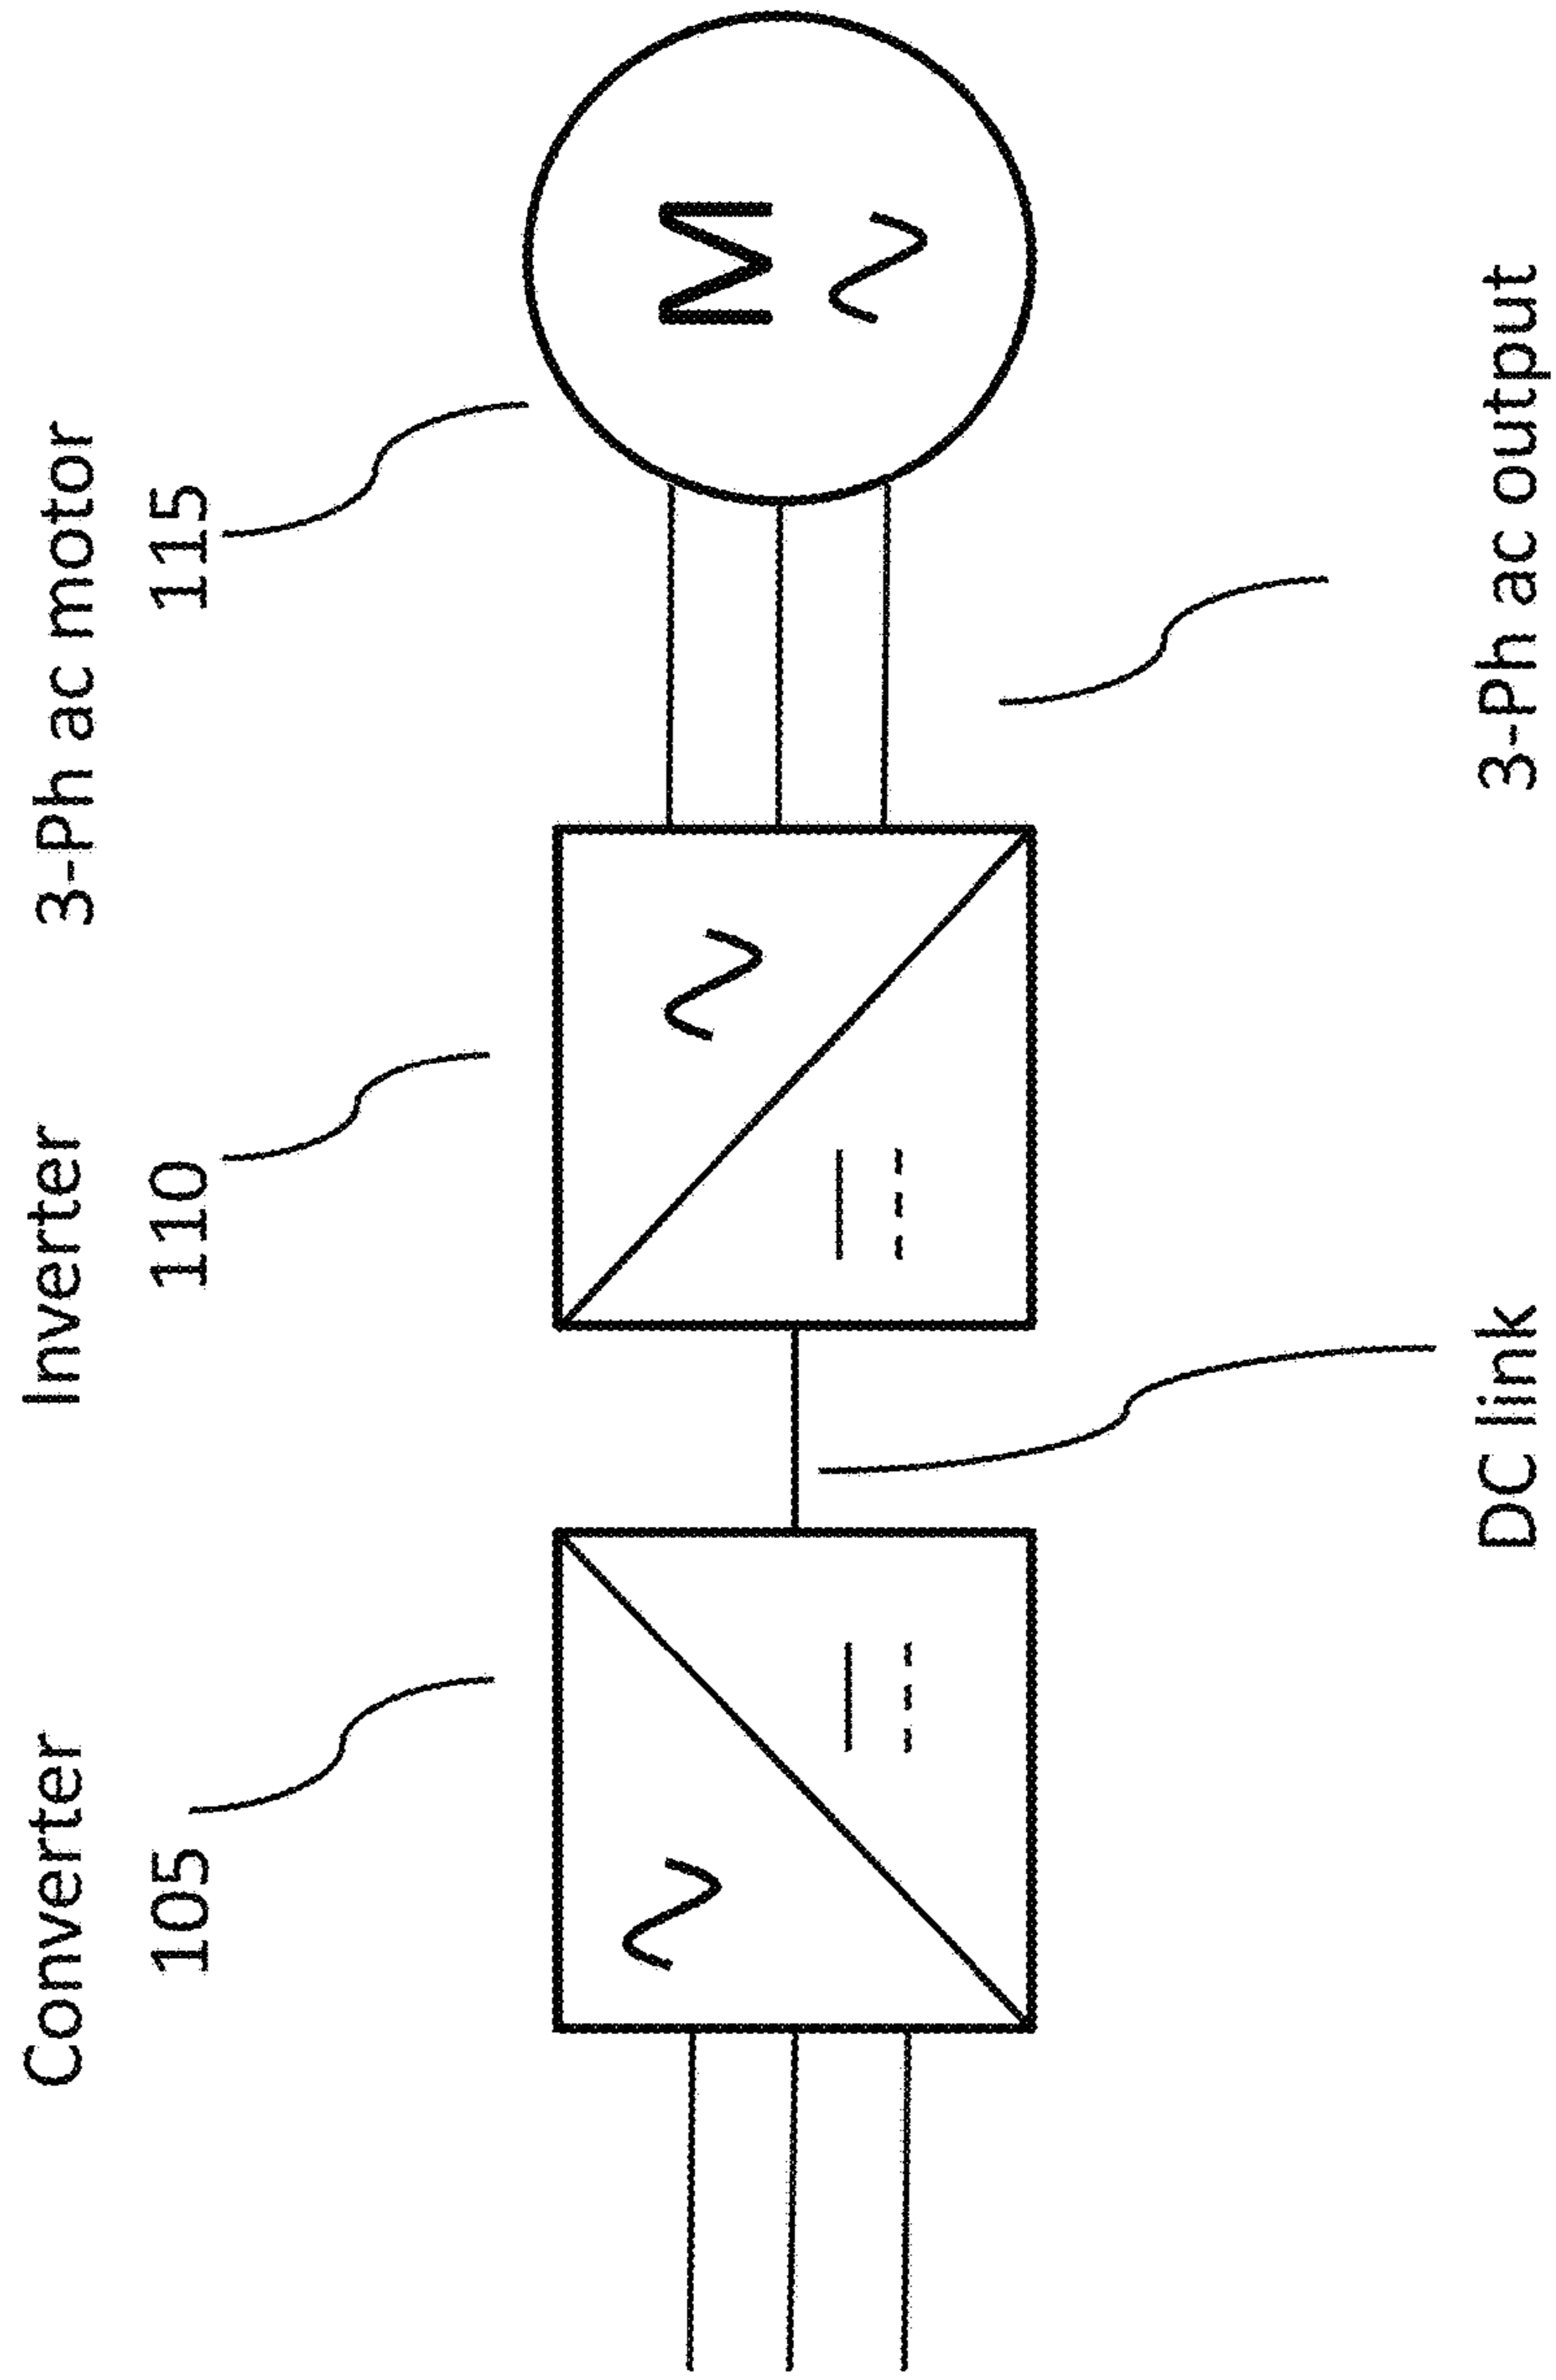 Converter
105
Inverter
110
3-Ph ac motor
115
M
DC link
3-Ph ac output